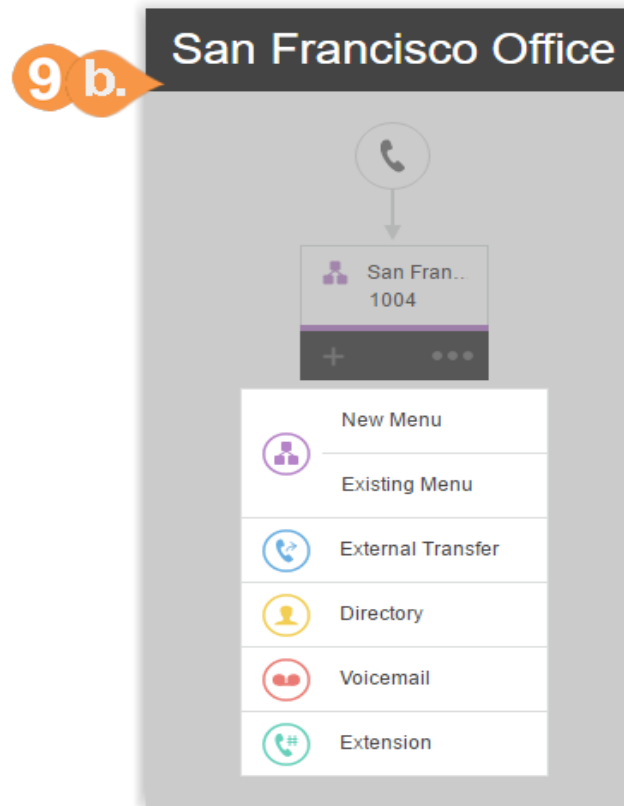 San Francisco Office
9 b.
San Fran...
1004
New Menu
Existing Menu
External Transfer
Directory
Voicemail
Extension